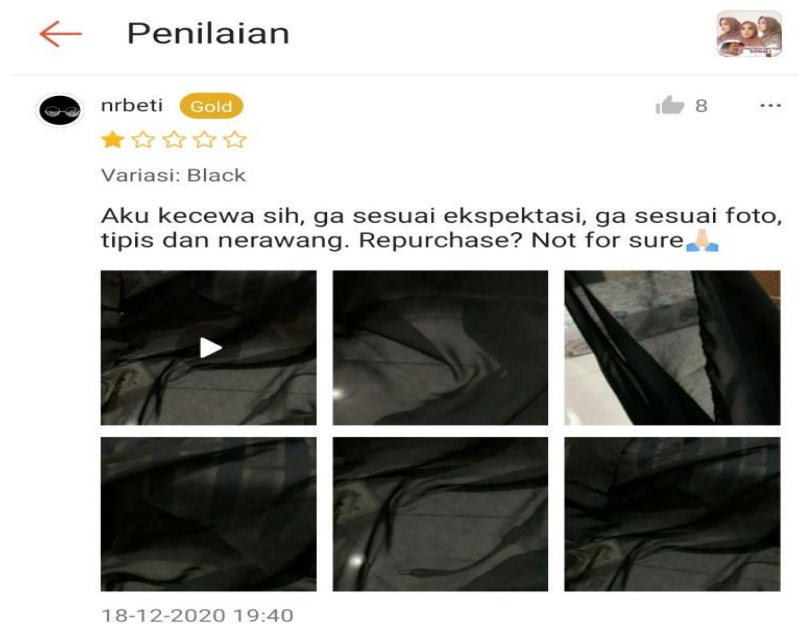 Penilaian
nrbeti Gold 8
Variasi: Black
Aku kecewa sih, ga sesuai ekspektasi, ga sesuai foto,
tipis dan nerawang. Repurchase? Not for sure🙏🏻
18-12-2020 19:40